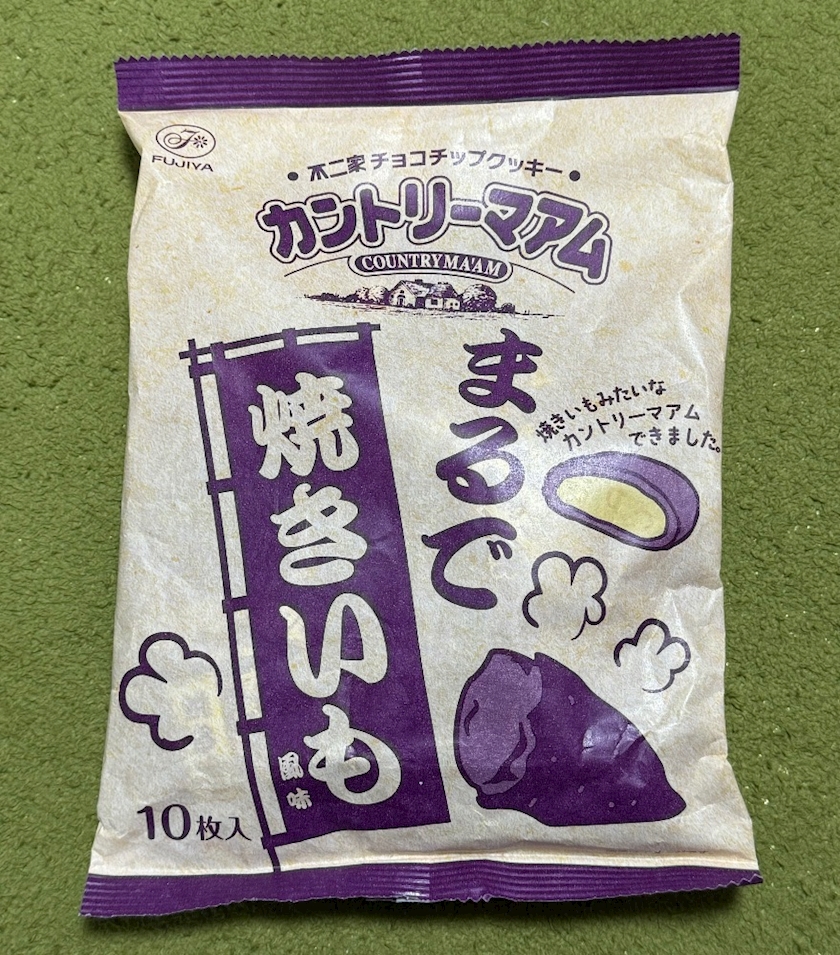 FUJIYA
•不二家 チョコチップクッキー•
カントリーマアム
COUNTRY MA'AM
まるで
焼きいも
風味
焼きいもみたいな
カントリーマアム
できました。
10枚入